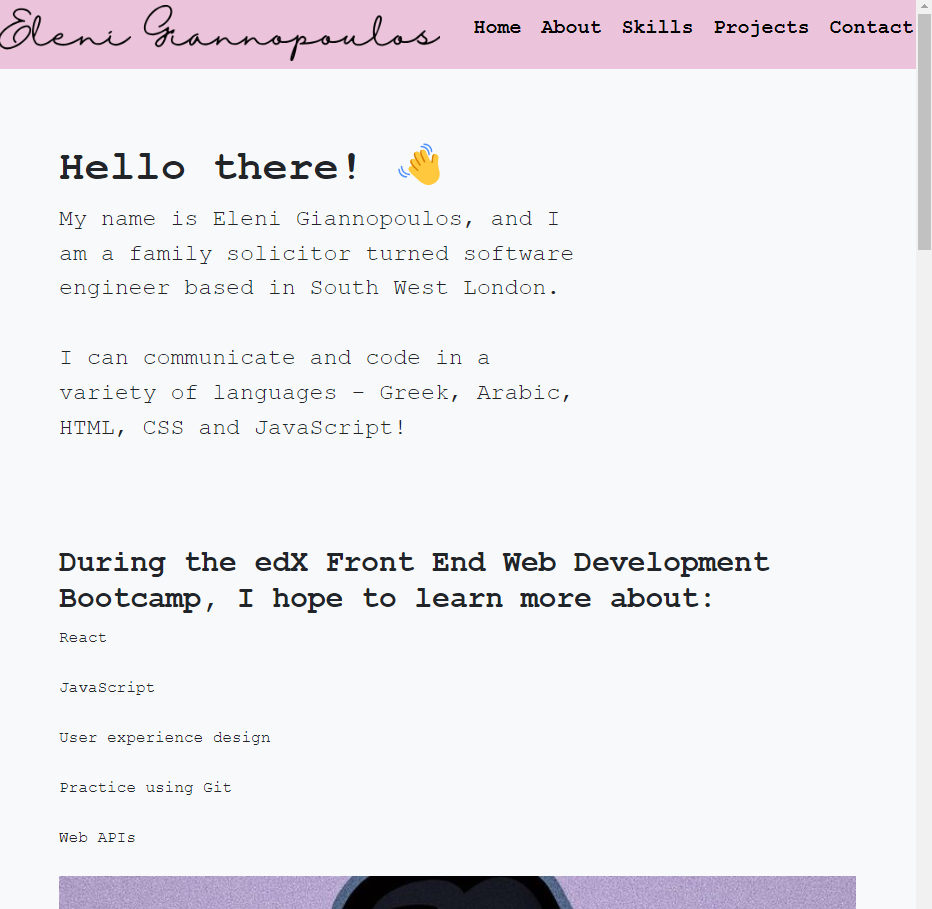 Eleni Giannopoulos
Home About Skills Projects Contact
Hello there! 👋
My name is Eleni Giannopoulos, and I
am a family solicitor turned software
engineer based in South West London.
I can communicate and code in a
variety of languages - Greek, Arabic,
HTML, CSS and JavaScript!
During the edX Front End Web Development
Bootcamp, I hope to learn more about:
React
JavaScript
User experience design
Practice using Git
Web APIs